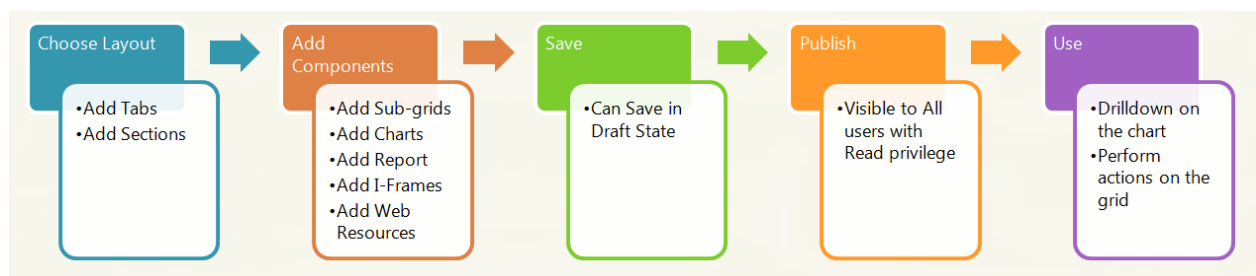 Choose Layout
•Add Tabs
•Add Sections
Add
Components
•Add Sub-grids
•Add Charts
•Add Report
•Add I-Frames
•Add Web
Resources
Save
•Can Save in
Draft State
Publish
•Visible to All
users with
Read privilege
Use
•Drilldown on
the chart
•Perform
actions on the
grid